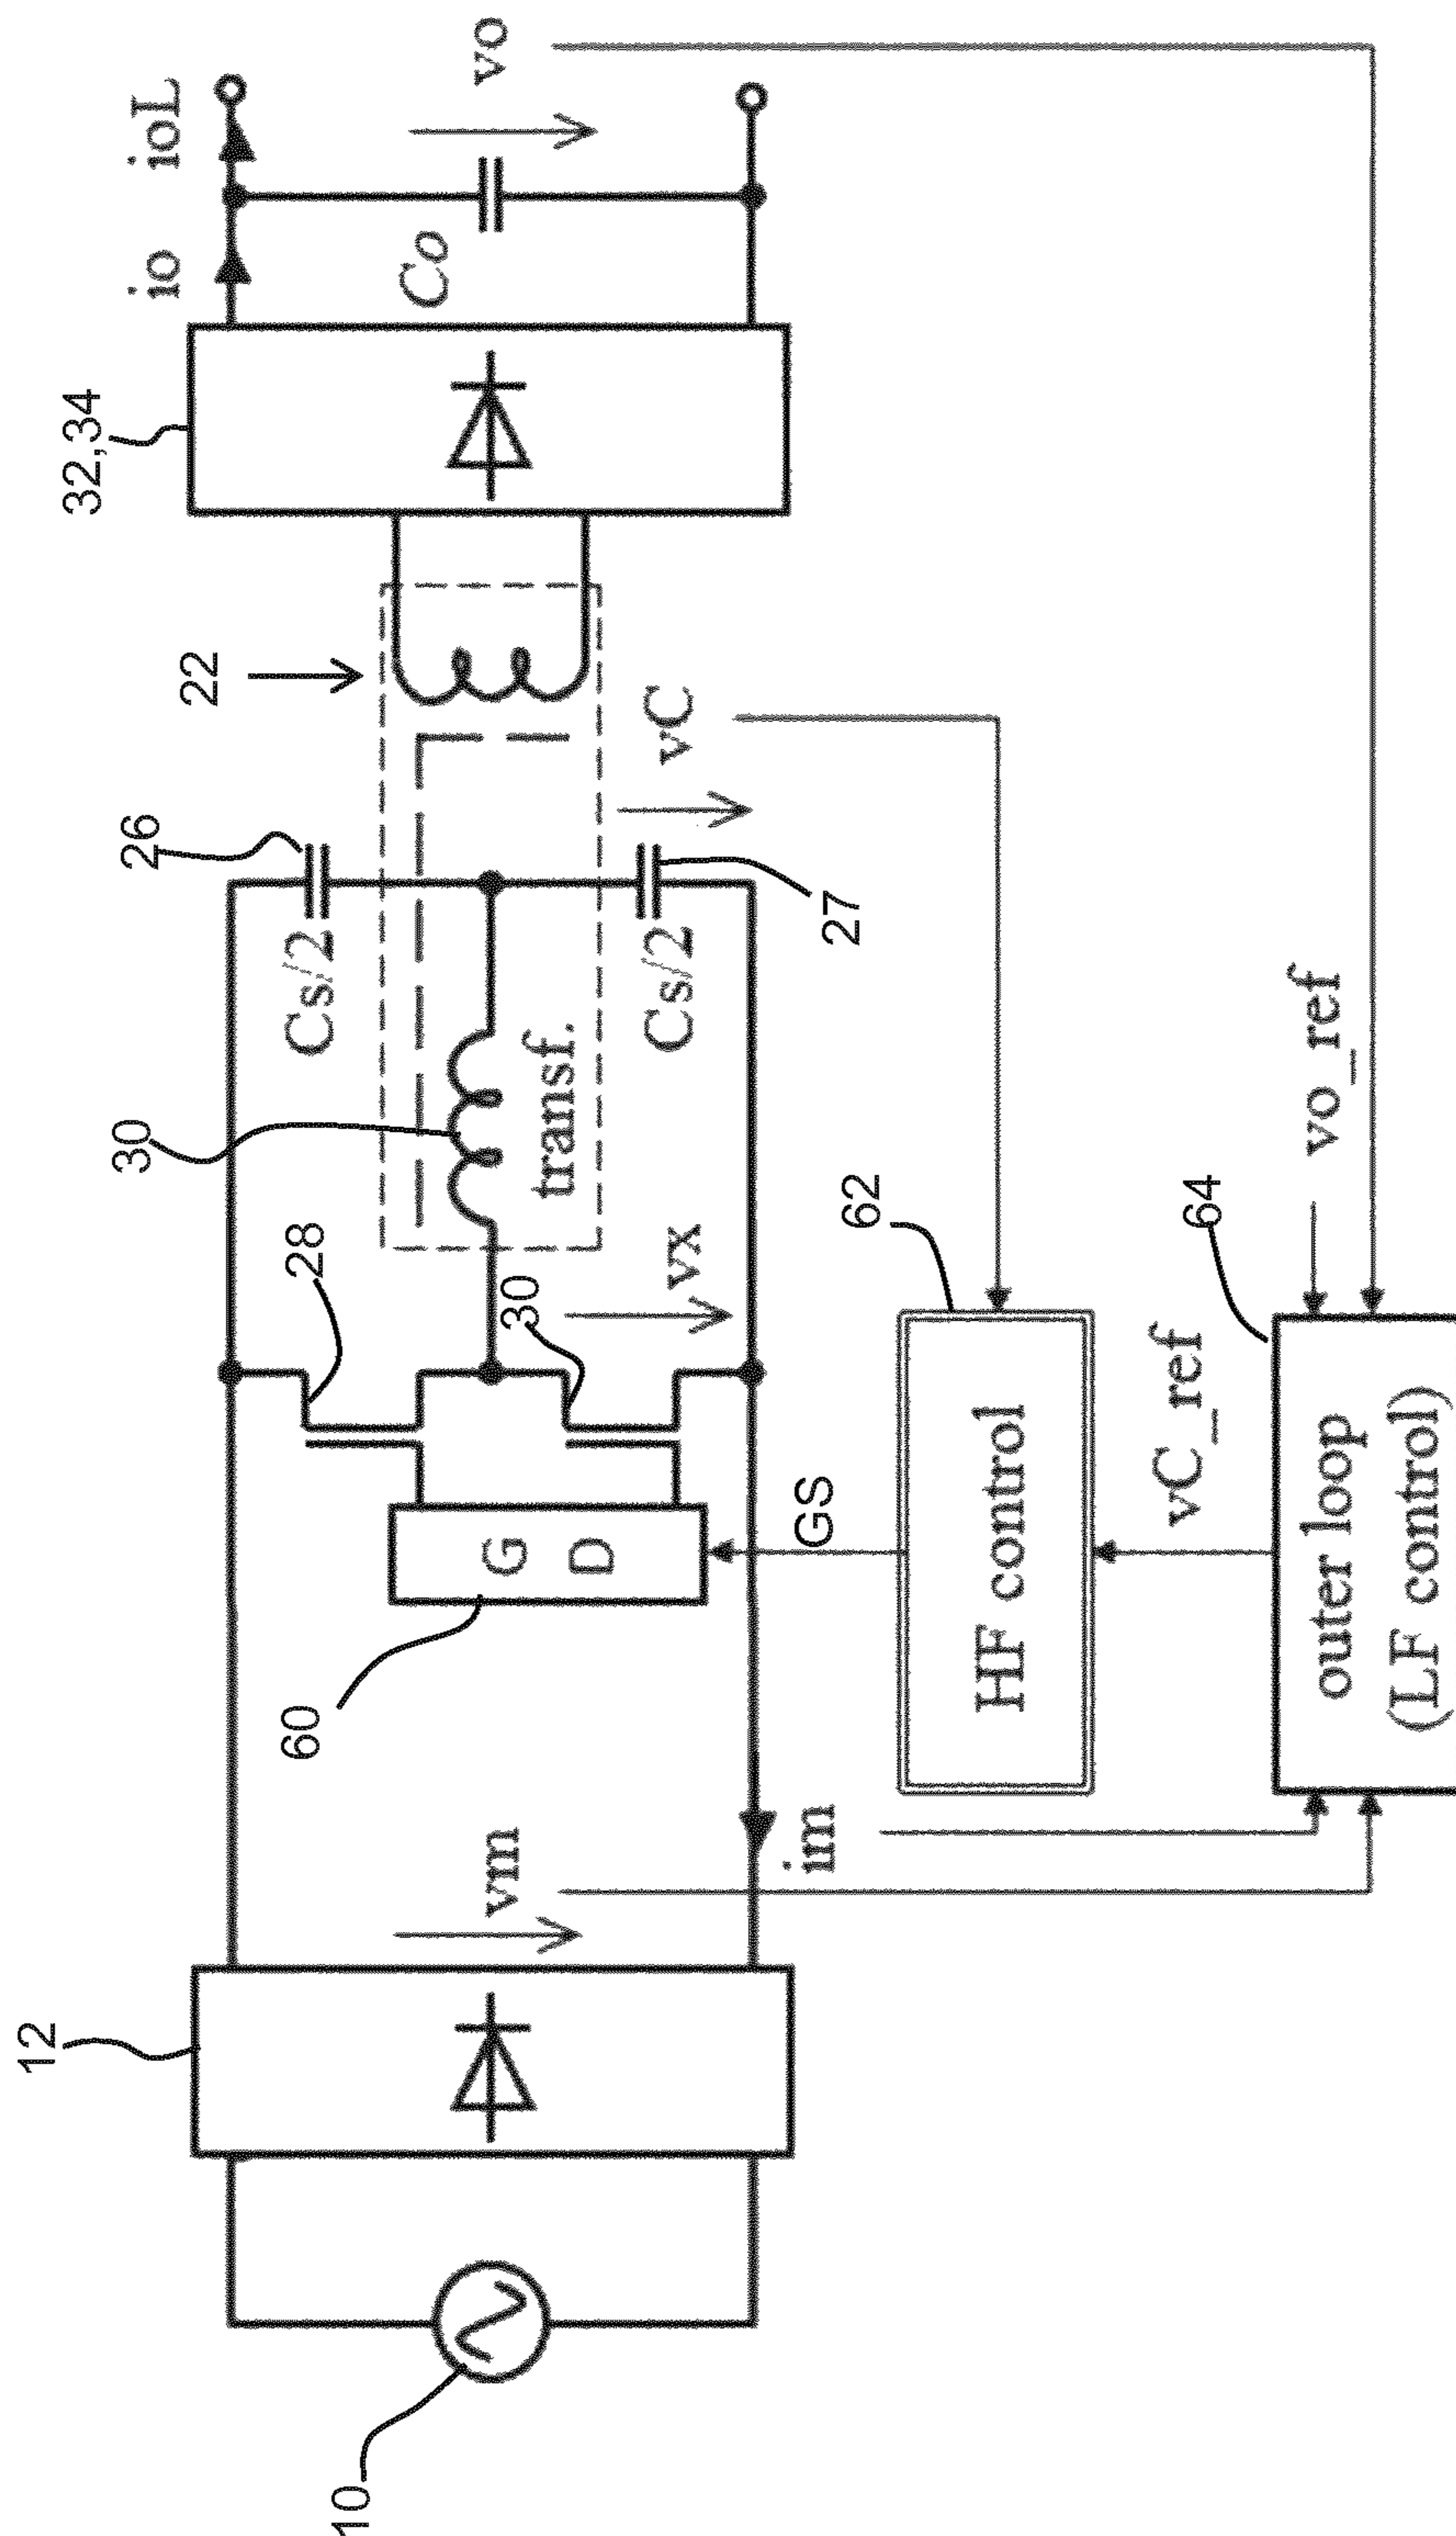 10
12
vm
im
60
G
D
GS
28
30
vx
30
transf.
Cs/2
26
Cs/2
27
vC
22
32,34
io
ioL
Co
vo
62
HF control
vC_ref
64
outer loop
(LF control)
vo_ref